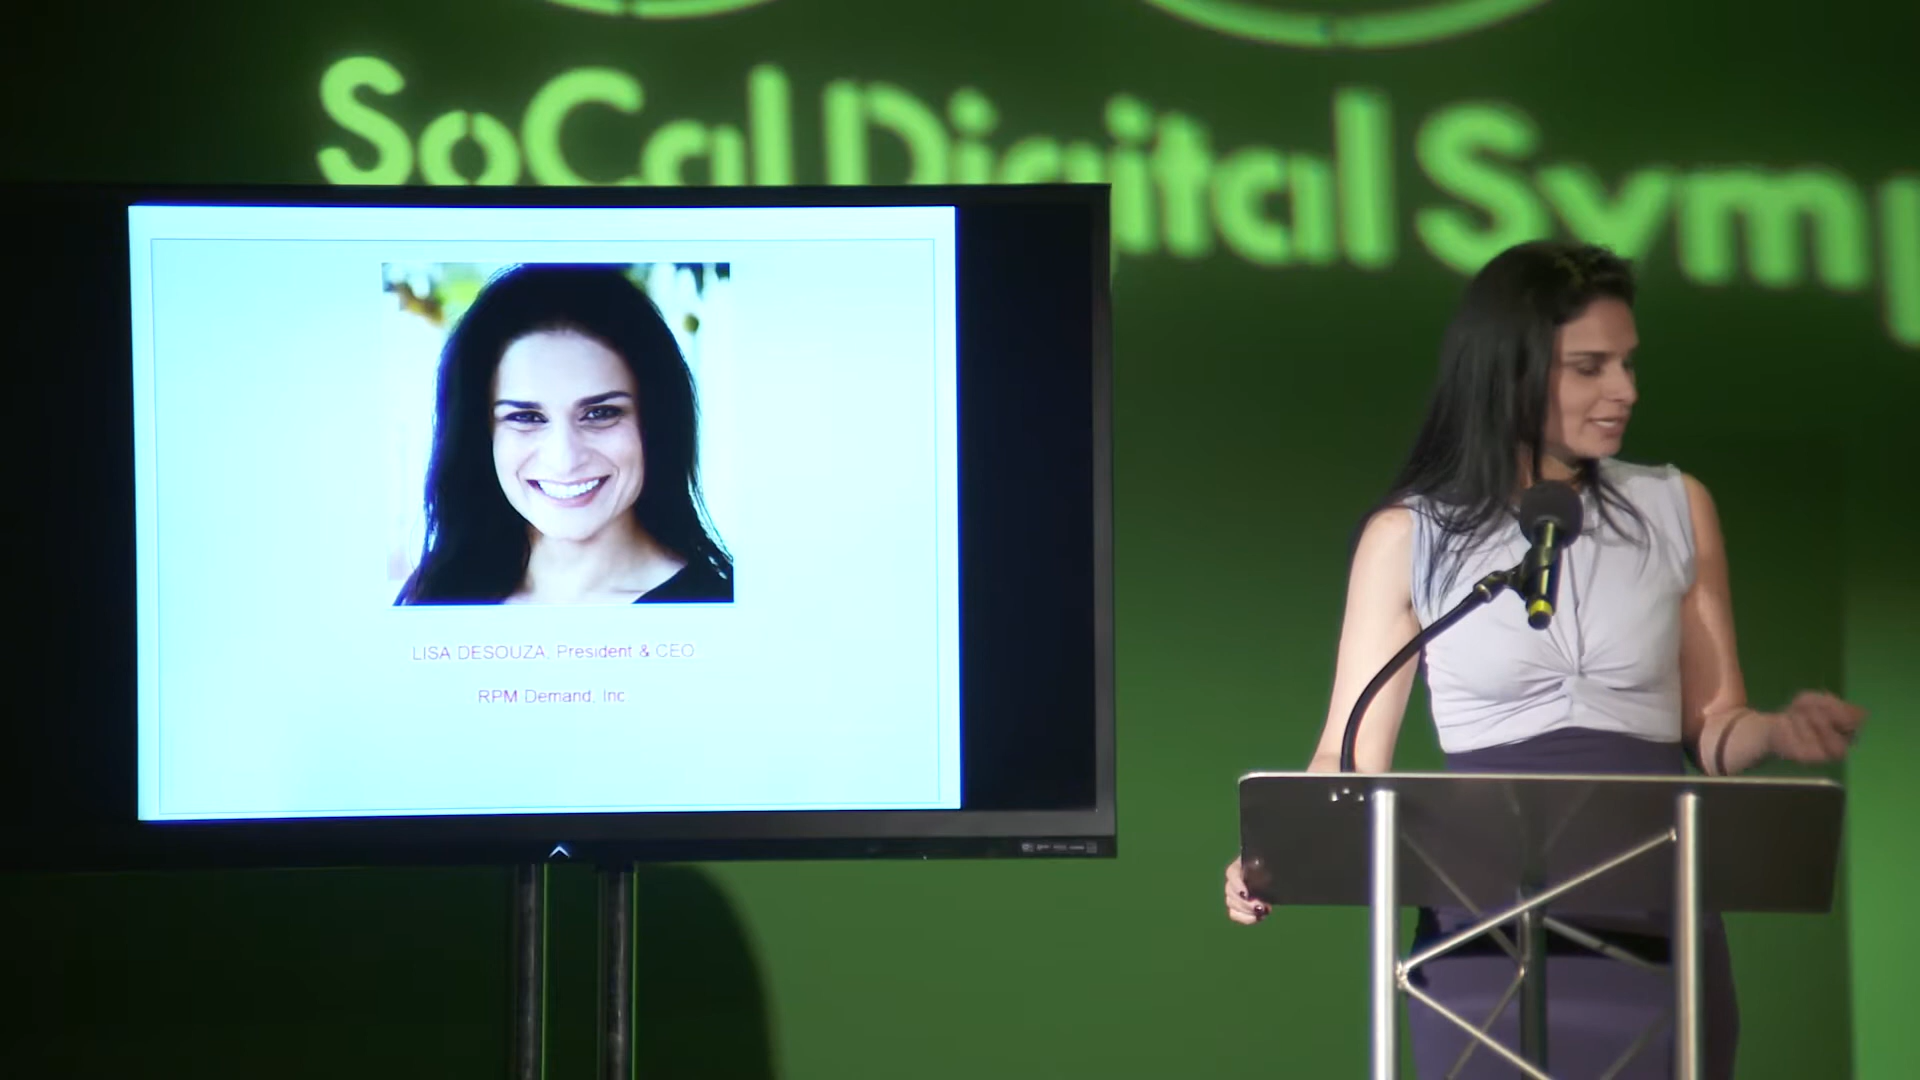 SoCal Digital Symp
LISA DESOUZA, President & CEO
RPM Demand, Inc